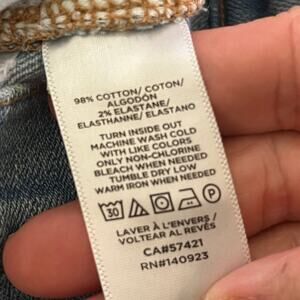 98% COTTON/ COTON/
ALGODÓN
2% ELASTANE/
ELASTHANNE/ ELASTANO
TURN INSIDE OUT
MACHINE WASH COLD
WITH LIKE COLORS
ONLY NON-CHLORINE
BLEACH WHEN NEEDED
TUMBLE DRY LOW
WARM IRON WHEN NEEDED
30 P
LAVER À L'ENVERS /
VOLTEAR AL REVÉS
CA#57421
RN#140923